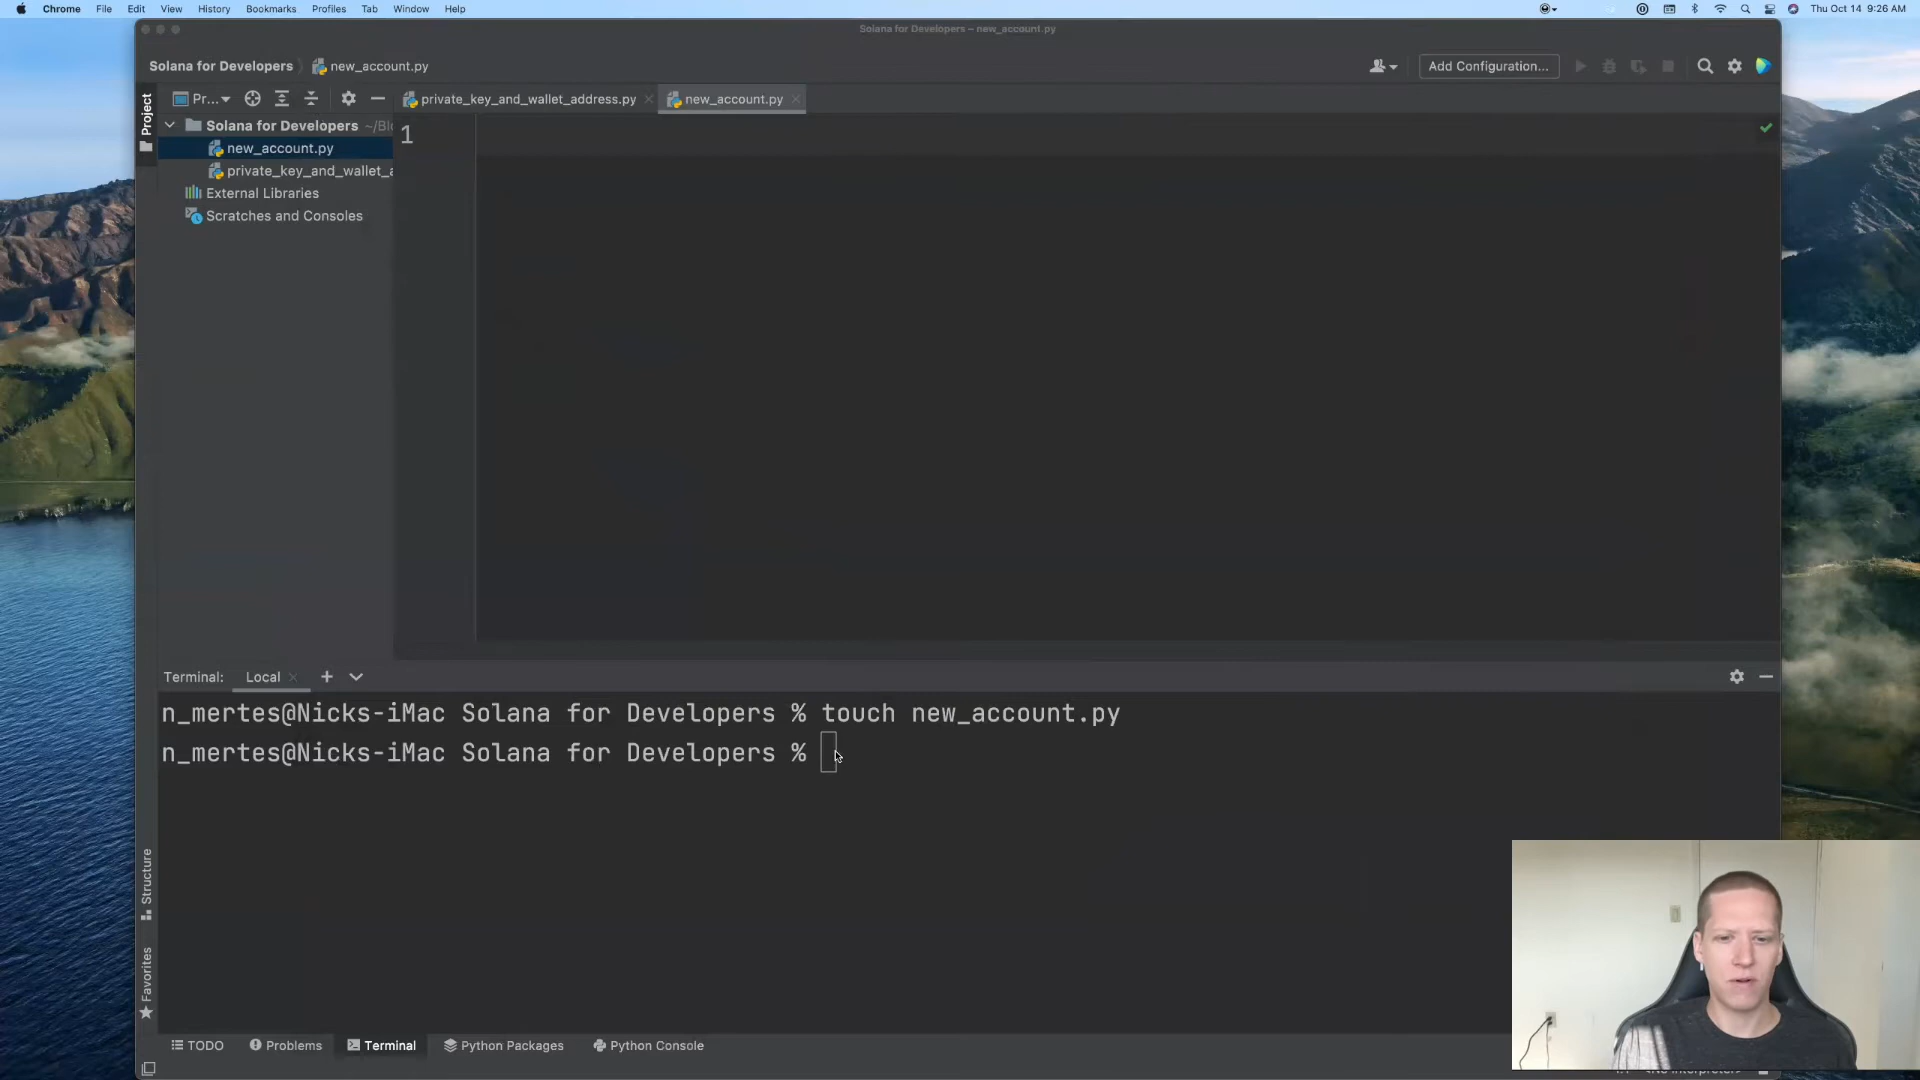 Chrome File Edit View History Bookmarks Profiles Tab Window Help
Thu Oct 14 9:26 AM
Solana for Developers – new_account.py
Solana for Developers new_account.py
Add Configuration...
Project
Pr...
private_key_and_wallet_address.py
new_account.py
Solana for Developers ~/Bl
new_account.py
private_key_and_wallet_a
External Libraries
Scratches and Consoles
1
Terminal: Local
n_mertes@Nicks-iMac Solana for Developers % touch new_account.py
n_mertes@Nicks-iMac Solana for Developers %
Structure
Favorites
TODO Problems Terminal Python Packages Python Console